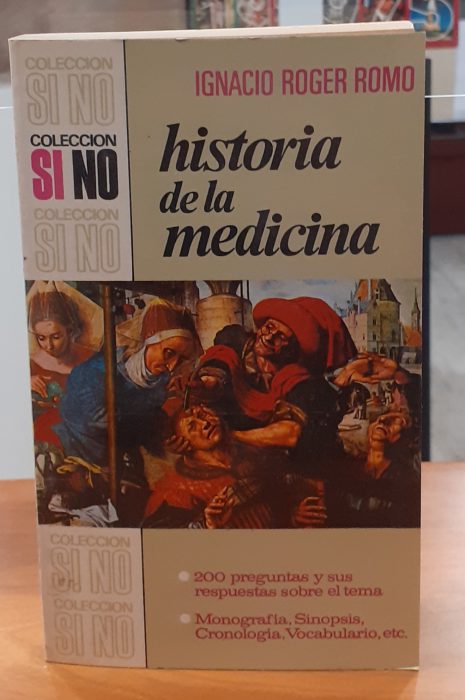 COLECCION
SI NO
COLECCION
SI NO
COLECCION
SI NO
IGNACIO ROGER ROMO
historia
de la
medicina
COLECCION
SI NO
COLECCION
SI NO
200 preguntas y sus
respuestas sobre el tema
Monografía, Sinopsis,
Cronología, Vocabulario, etc.